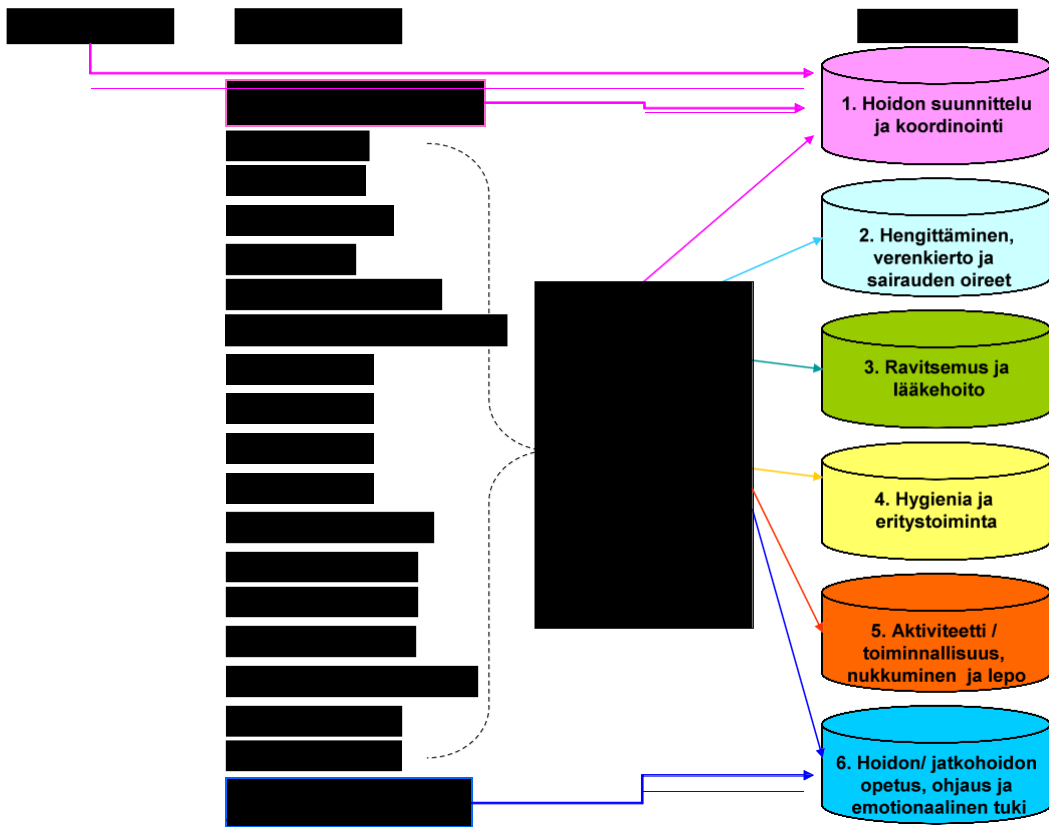 1. Hoidon suunnittelu
ja koordinointi
2. Hengittäminen,
verenkierto ja
sairauden oireet
3. Ravitsemus ja
lääkehoito
4. Hygienia ja
eritystoiminta
5. Aktiviteetti /
toiminnallisuus,
nukkuminen ja lepo
6. Hoidon/ jatkohoidon
opetus, ohjaus ja
emotionaalinen tuki